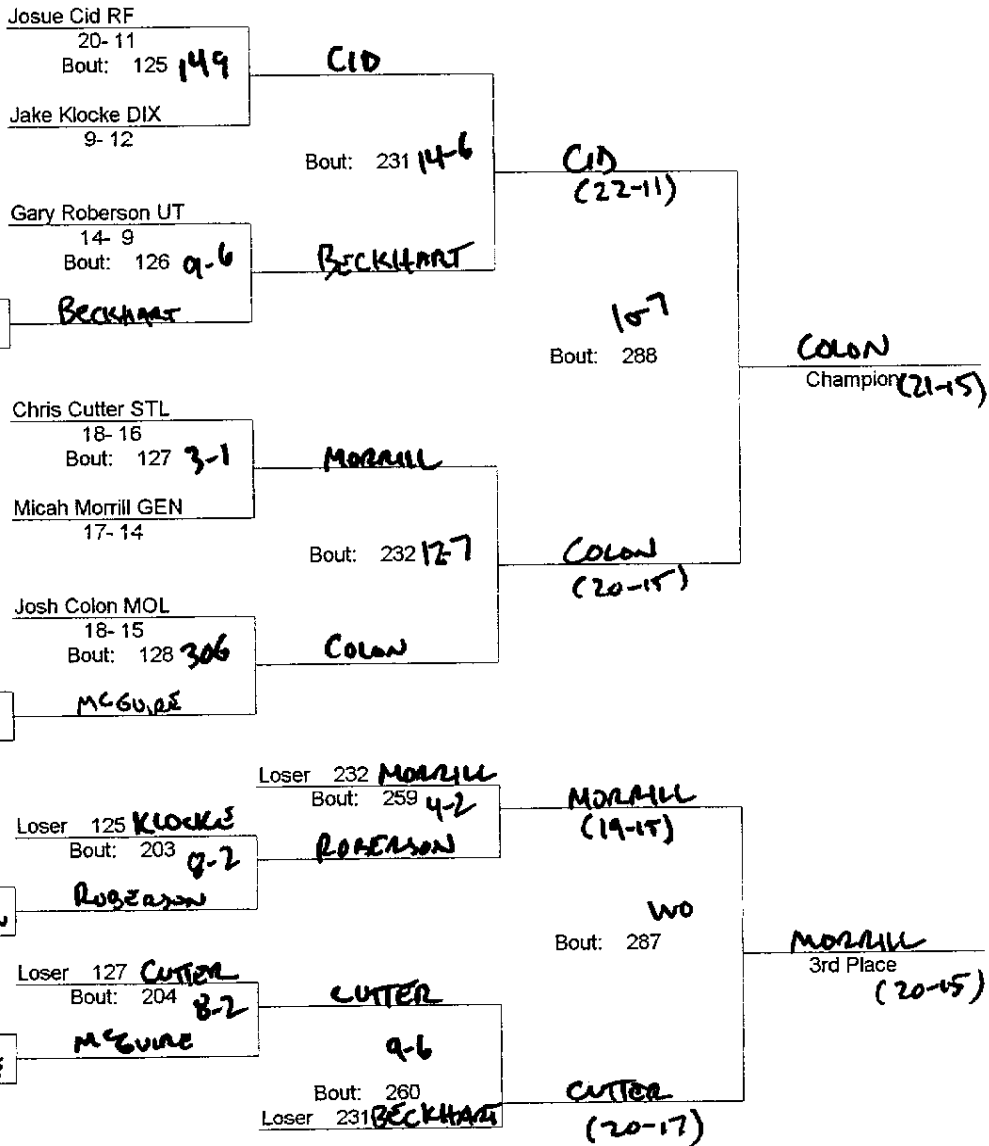 Josue Cid RF
20- 11
Bout: 125 149
CID
Jake Klocke DIX
9- 12
Bout: 231 14-6
CID
(22-11)
Gary Roberson UT
14- 9
Bout: 126 9-6
BECKHART
BECKHART
10-7
Bout: 288
COLON
Champion (21-15)
Chris Cutter STL
18- 16
Bout: 127 3-1
MORRILL
Micah Morrill GEN
17- 14
Bout: 232 12-7
COLON
(20-15)
Josh Colon MOL
18- 15
Bout: 128 306
COLON
McGUIRE
Loser 232 MORRILL
Bout: 259 4-2
MORRILL
(19-15)
Loser 125 KLOCKE
Bout: 203 8-2
ROBERSON
ROBERSON
WO
Bout: 287
MORRILL
3rd Place
(20-15)
Loser 127 CUTTER
Bout: 204 8-2
CUTTER
McGUIRE
9-6
Bout: 260
Loser 231 BECKHART
CUTTER
(20-17)